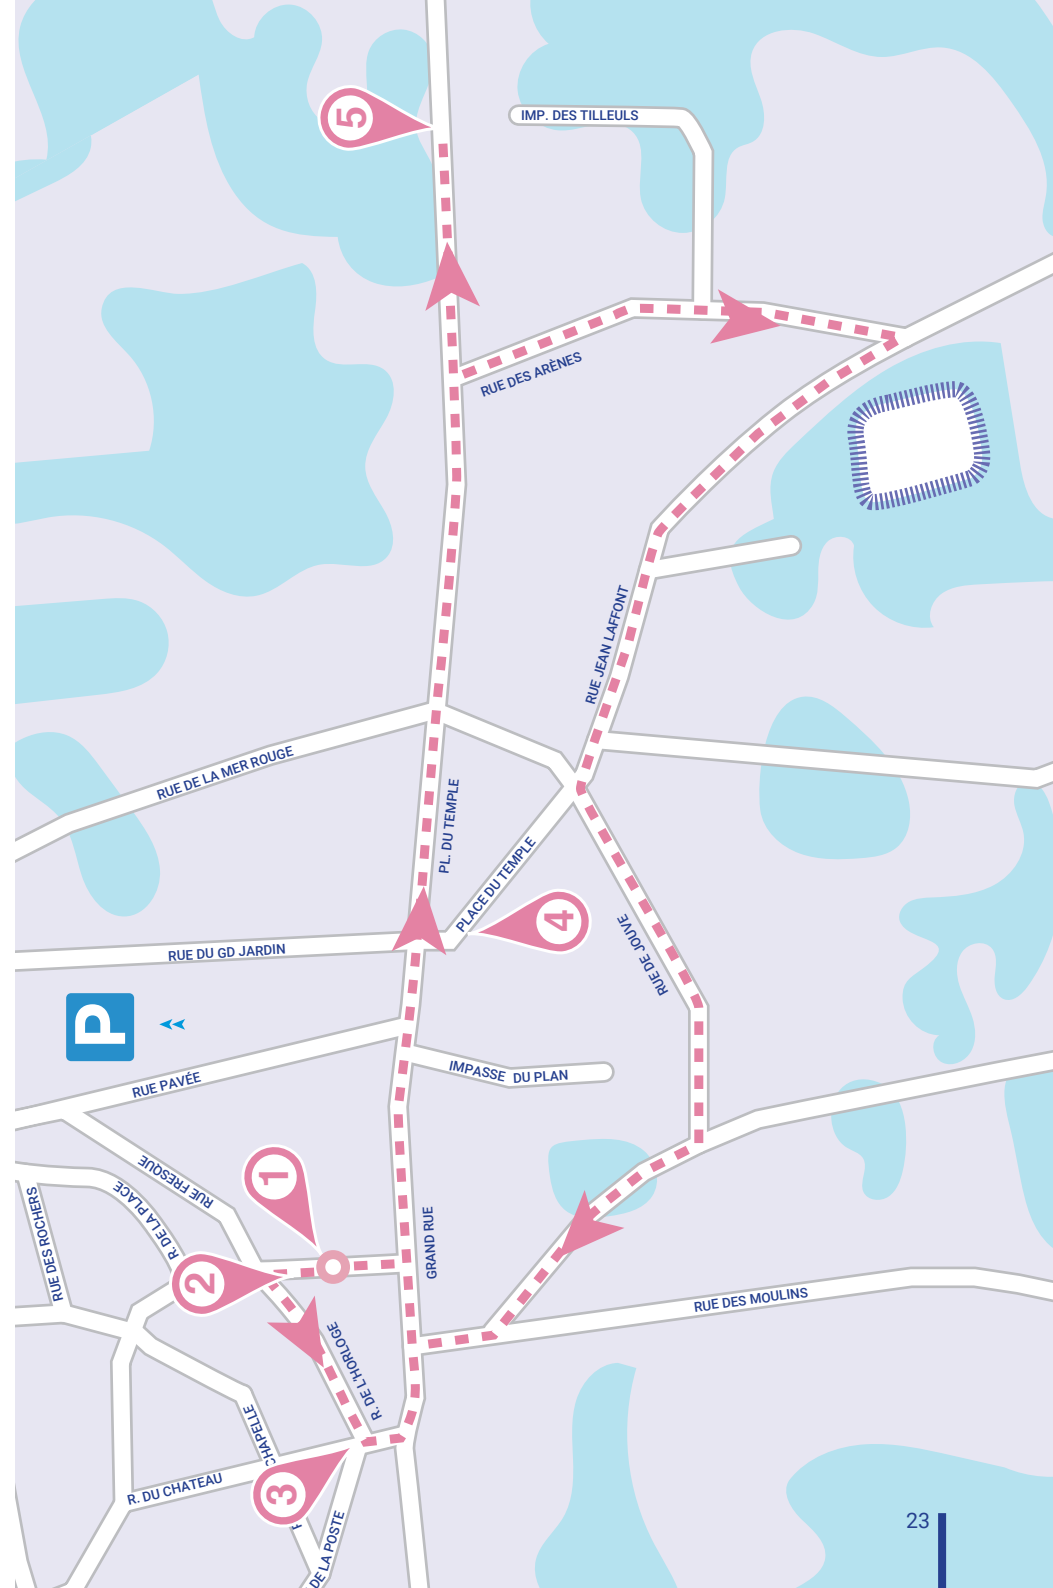 5
IMP. DES TILLEULS
RUE DES ARÈNES
RUE JEAN LAFFONT
RUE DE LA MER ROUGE
PL. DU TEMPLE
PLACE DU TEMPLE
4
RUE DE JOUVE
RUE DU GD JARDIN
P
RUE PAVÉE
IMPASSE DU PLAN
RUE FRESQUE
1
R. DE LA PLACE
RUE DES ROCHERS
GRAND RUE
2
RUE DES MOULINS
R. DE L'HORLOGE
CHAPELLE
R. DU CHATEAU
3
DE LA POSTE
23